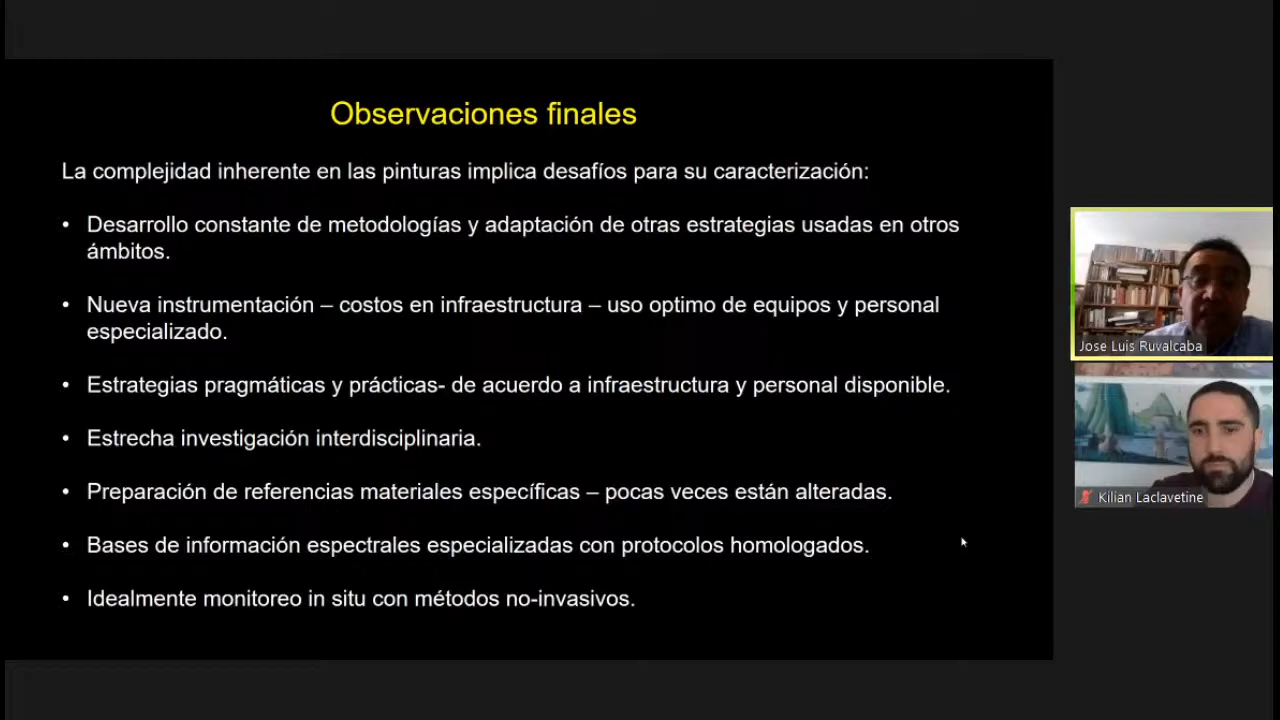 Observaciones finales
La complejidad inherente en las pinturas implica desafíos para su caracterización:
• Desarrollo constante de metodologías y adaptación de otras estrategias usadas en otros
ámbitos.
• Nueva instrumentación – costos en infraestructura – uso optimo de equipos y personal
especializado.
• Estrategias pragmáticas y prácticas- de acuerdo a infraestructura y personal disponible.
• Estrecha investigación interdisciplinaria.
• Preparación de referencias materiales específicas – pocas veces están alteradas.
• Bases de información espectrales especializadas con protocolos homologados.
• Idealmente monitoreo in situ con métodos no-invasivos.
Jose Luis Ruvalcaba
Kilian Laclavetine